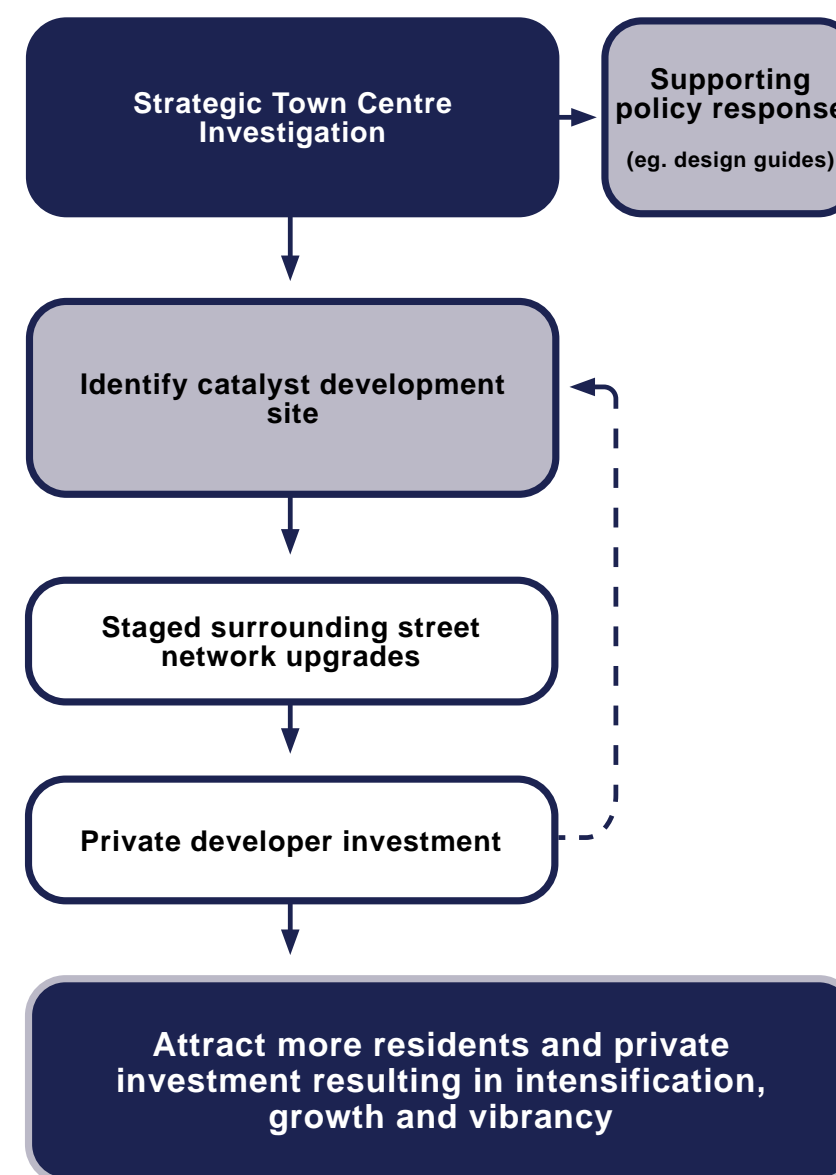 Strategic Town Centre
Investigation
Supporting
policy response
(eg. design guides)
Identify catalyst development
site
Staged surrounding street
network upgrades
Private developer investment
Attract more residents and private
investment resulting in intensification,
growth and vibrancy